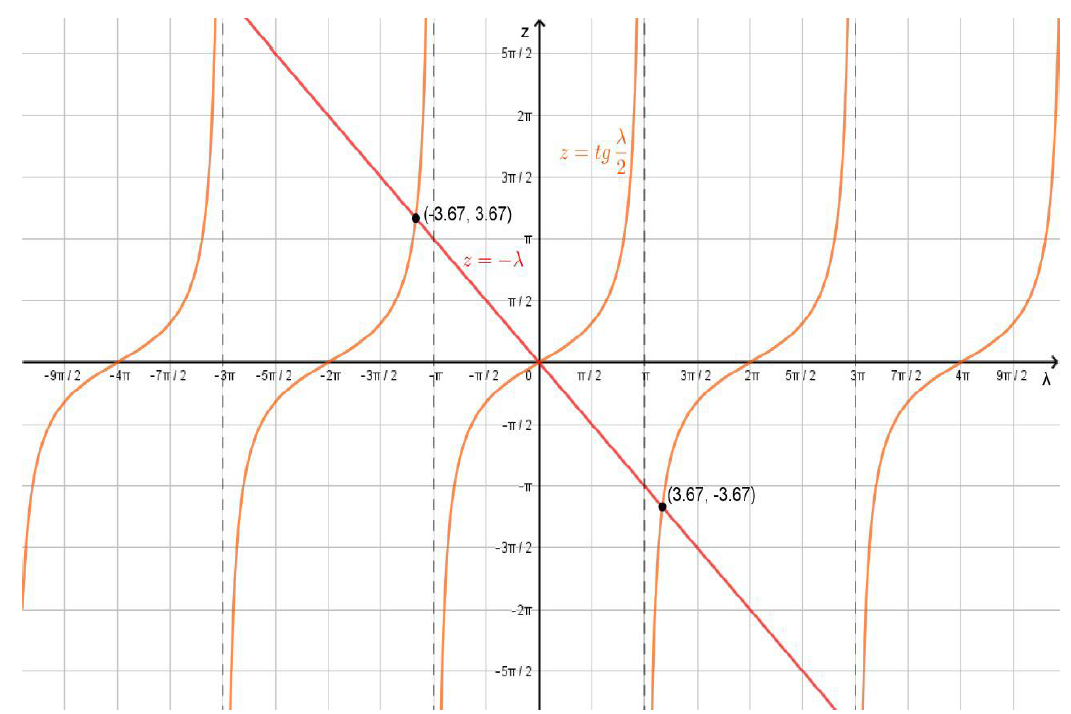 z
5π / 2
2π
z = tg λ/2
3π / 2
(-3.67, 3.67)
π
z = −λ
π / 2
-9π / 2 -4π -7π / 2 -3π -5π / 2 -2π -3π / 2 -π -π / 2 0 π / 2 π 3π / 2 2π 5π / 2 3π 7π / 2 4π 9π / 2 λ
-π / 2
-π
(3.67, -3.67)
-3π / 2
-2π
-5π / 2